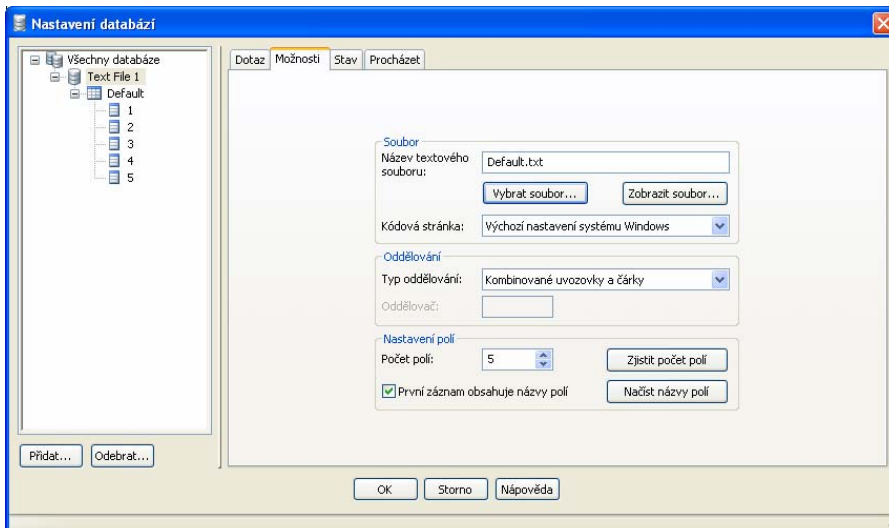 Nastavení databází
Všechny databáze
Text File 1
Default
1
2
3
4
5
Přidat...
Odebrat...
Dotaz
Možnosti
Stav
Procházet
Soubor
Název textového
souboru:
Default.txt
Vybrat soubor...
Zobrazit soubor...
Kódová stránka:
Výchozí nastavení systému Windows
Oddělování
Typ oddělování:
Kombinované uvozovky a čárky
Oddělovač:
Nastavení polí
Počet polí:
5
Zjistit počet polí
První záznam obsahuje názvy polí
Načíst názvy polí
OK
Storno
Nápověda